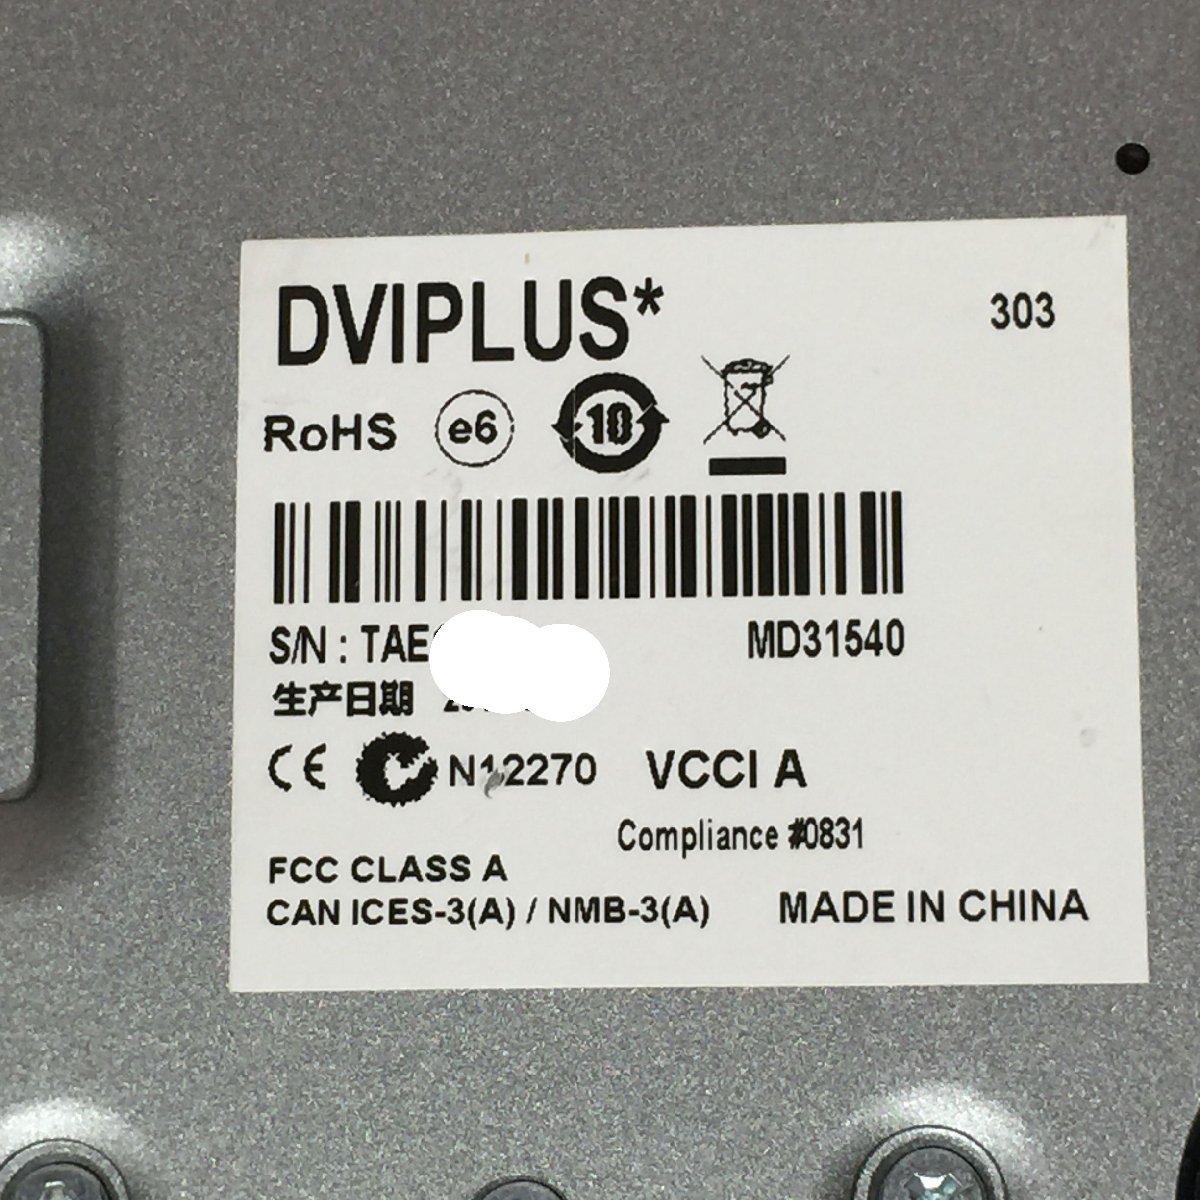 DVIPLUS*
303
RoHS e6 10
S/N : TAE
MD31540
生产日期
CE N12270 VCCI A
Compliance #0831
FCC CLASS A
CAN ICES-3(A) / NMB-3(A)
MADE IN CHINA